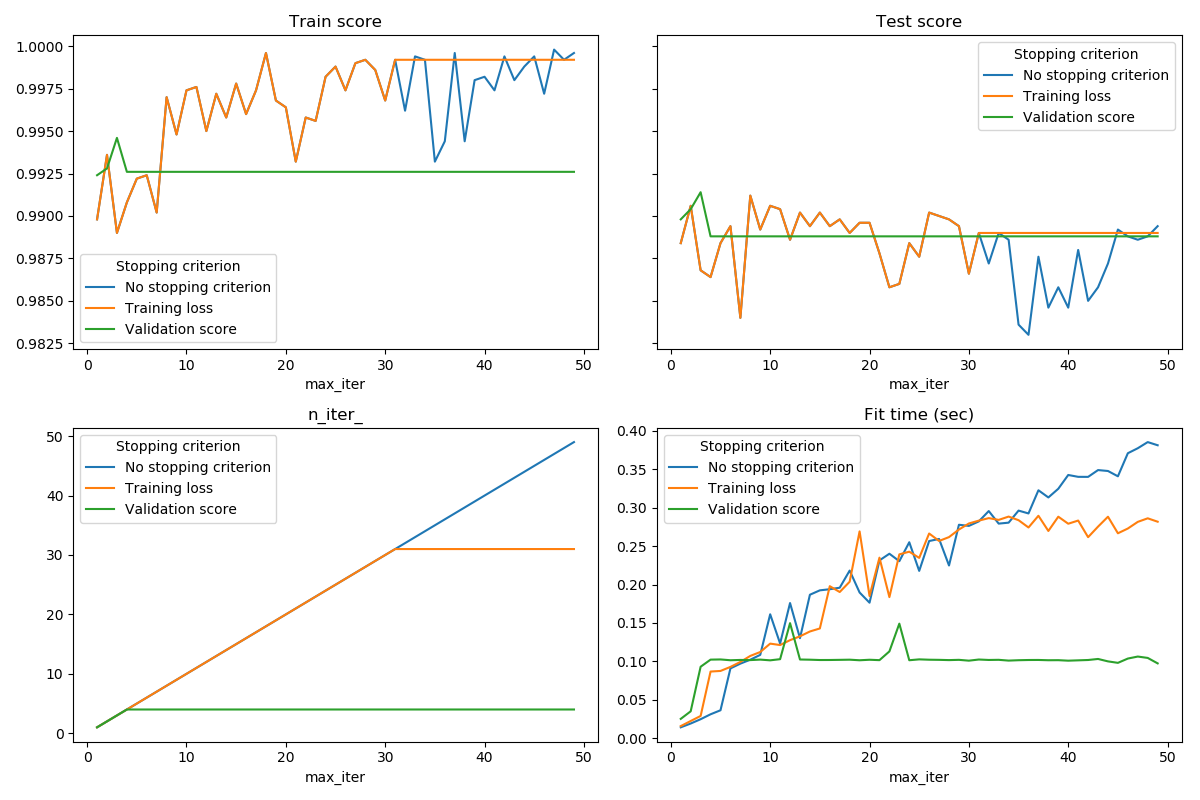 Train score
1.0000
0.9975
0.9950
0.9925
0.9900
0.9875
0.9850
0.9825
Stopping criterion
No stopping criterion
Training loss
Validation score
0 10 20 30 40 50
max_iter
Test score
Stopping criterion
No stopping criterion
Training loss
Validation score
0 10 20 30 40 50
max_iter
n_iter_
50
40
30
20
10
0
Stopping criterion
No stopping criterion
Training loss
Validation score
0 10 20 30 40 50
max_iter
Fit time (sec)
0.40
0.35
0.30
0.25
0.20
0.15
0.10
0.05
0.00
Stopping criterion
No stopping criterion
Training loss
Validation score
0 10 20 30 40 50
max_iter